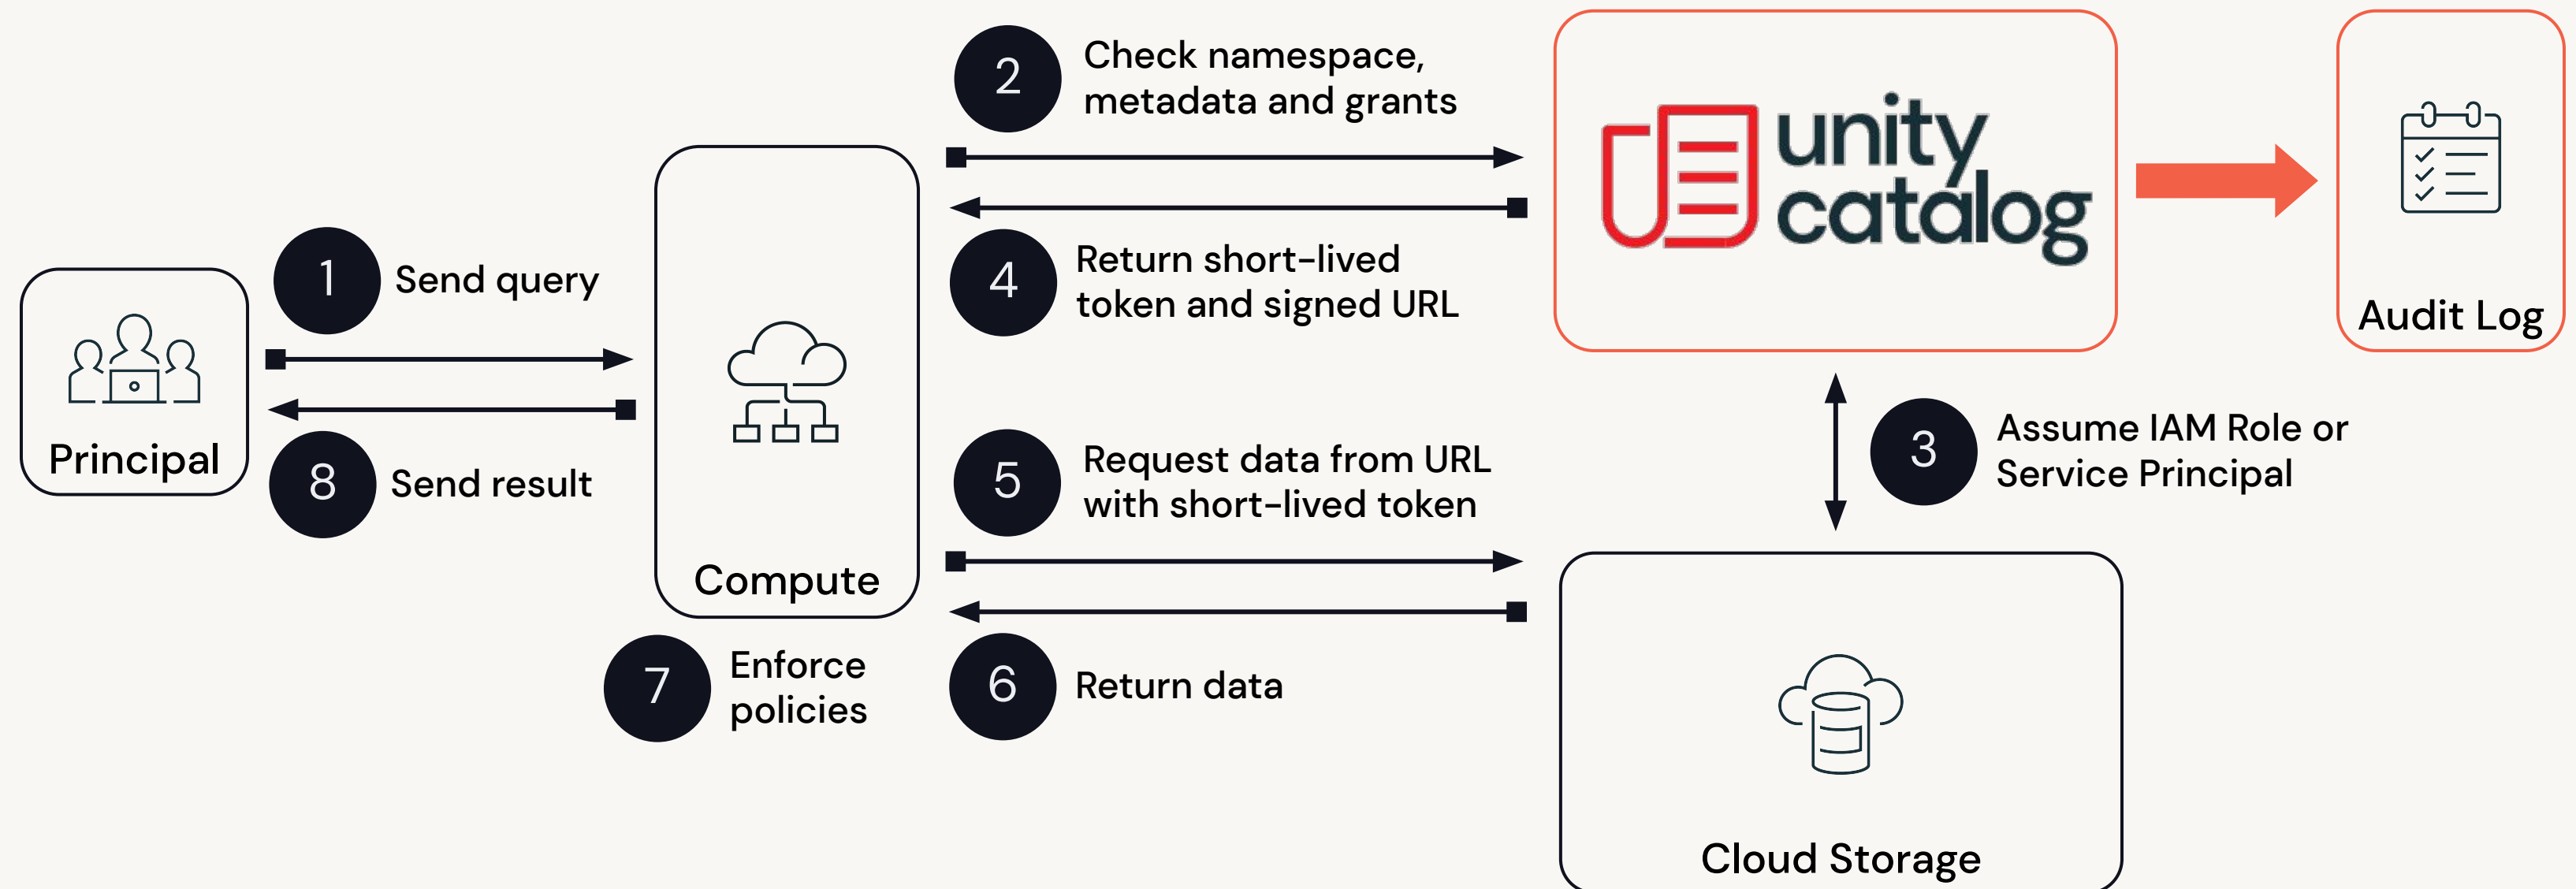 1
Send query
Principal
8
Send result
Compute
7
Enforce
policies
2
Check namespace,
metadata and grants
4
Return short-lived
token and signed URL
5
Request data from URL
with short-lived token
6
Return data
unity
catalog
Audit Log
3
Assume IAM Role or
Service Principal
Cloud Storage